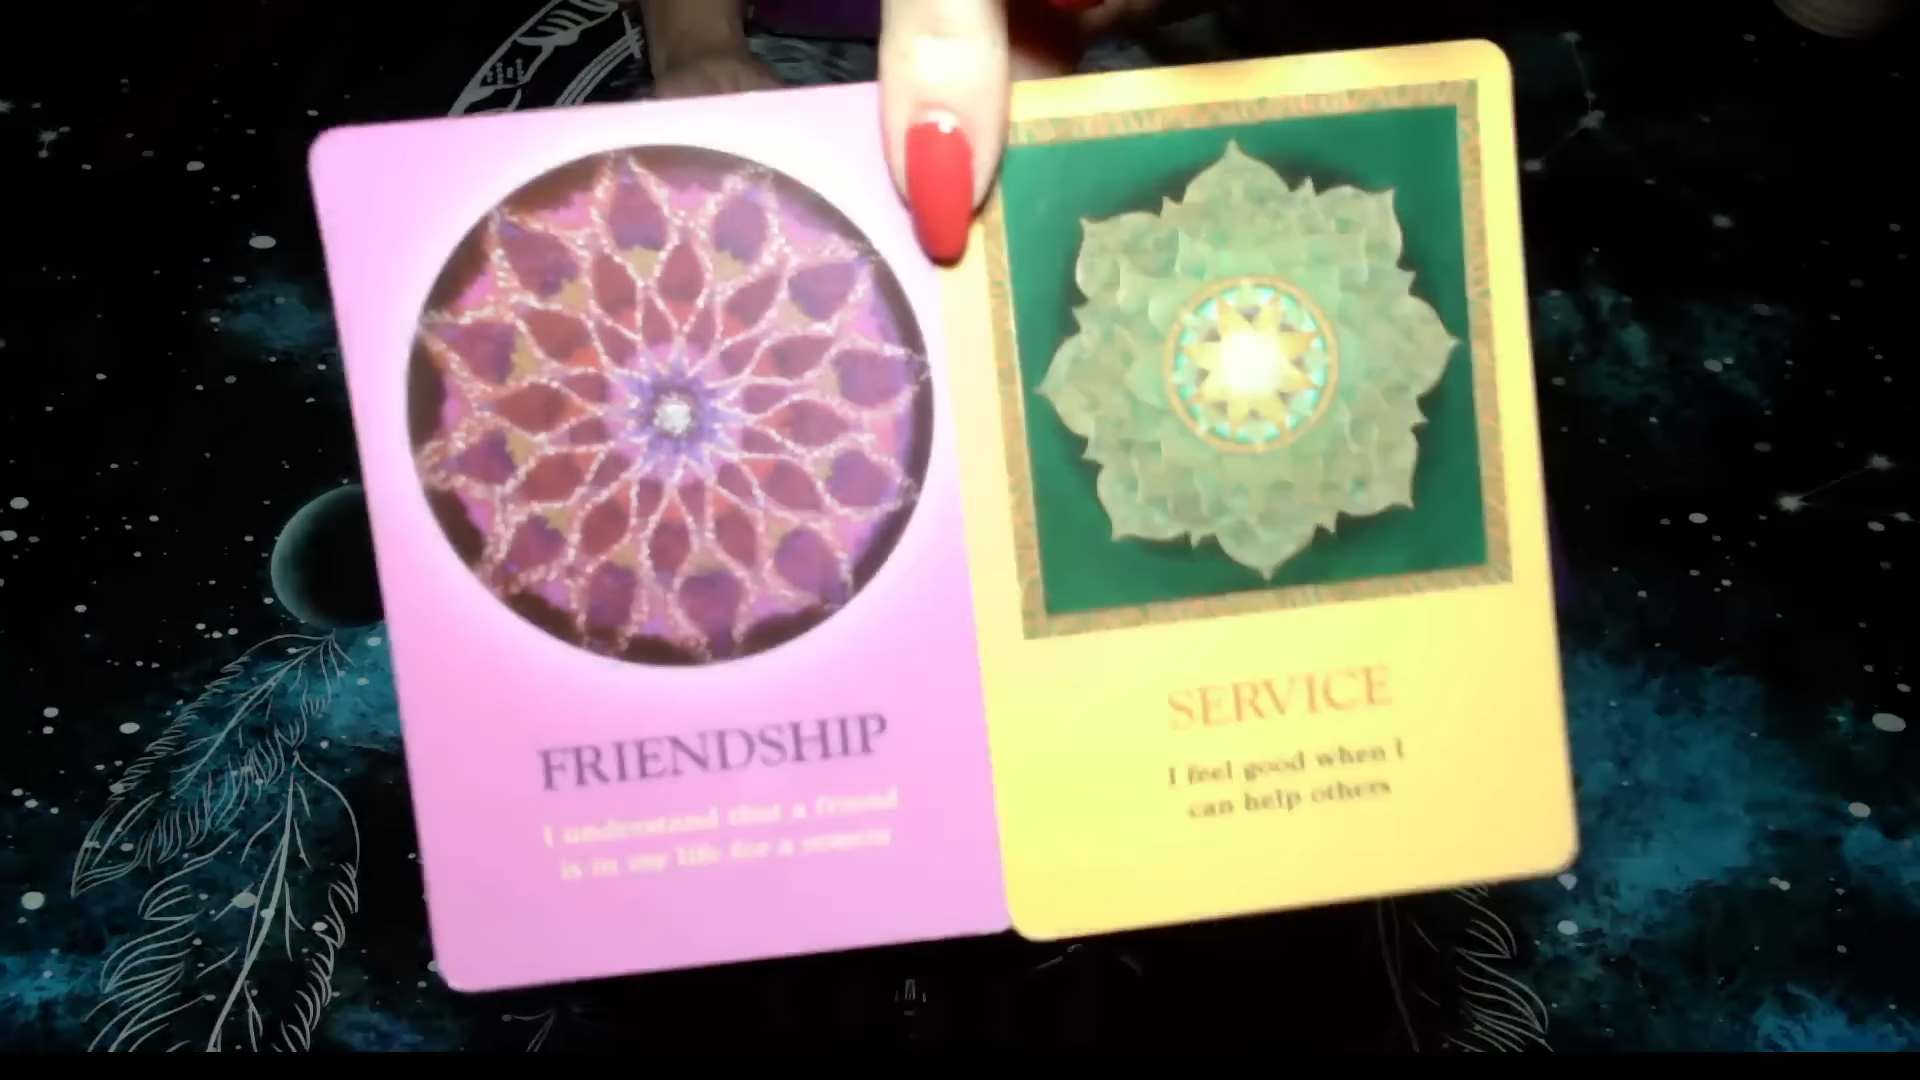 FRIENDSHIP
I understand that a friend
is in my life for a reason
SERVICE
I feel good when I
can help others